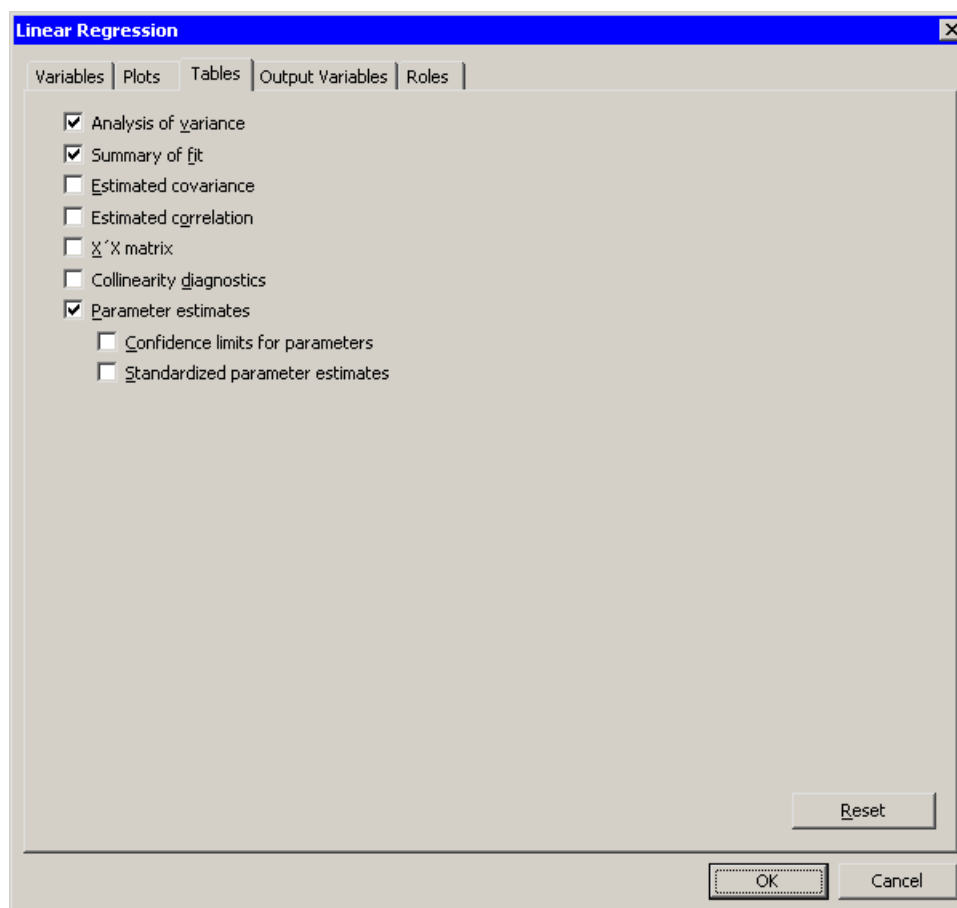 Linear Regression
Variables Plots Tables Output Variables Roles
Analysis of variance
Summary of fit
Estimated covariance
Estimated correlation
X´X matrix
Collinearity diagnostics
Parameter estimates
Confidence limits for parameters
Standardized parameter estimates
Reset
OK Cancel